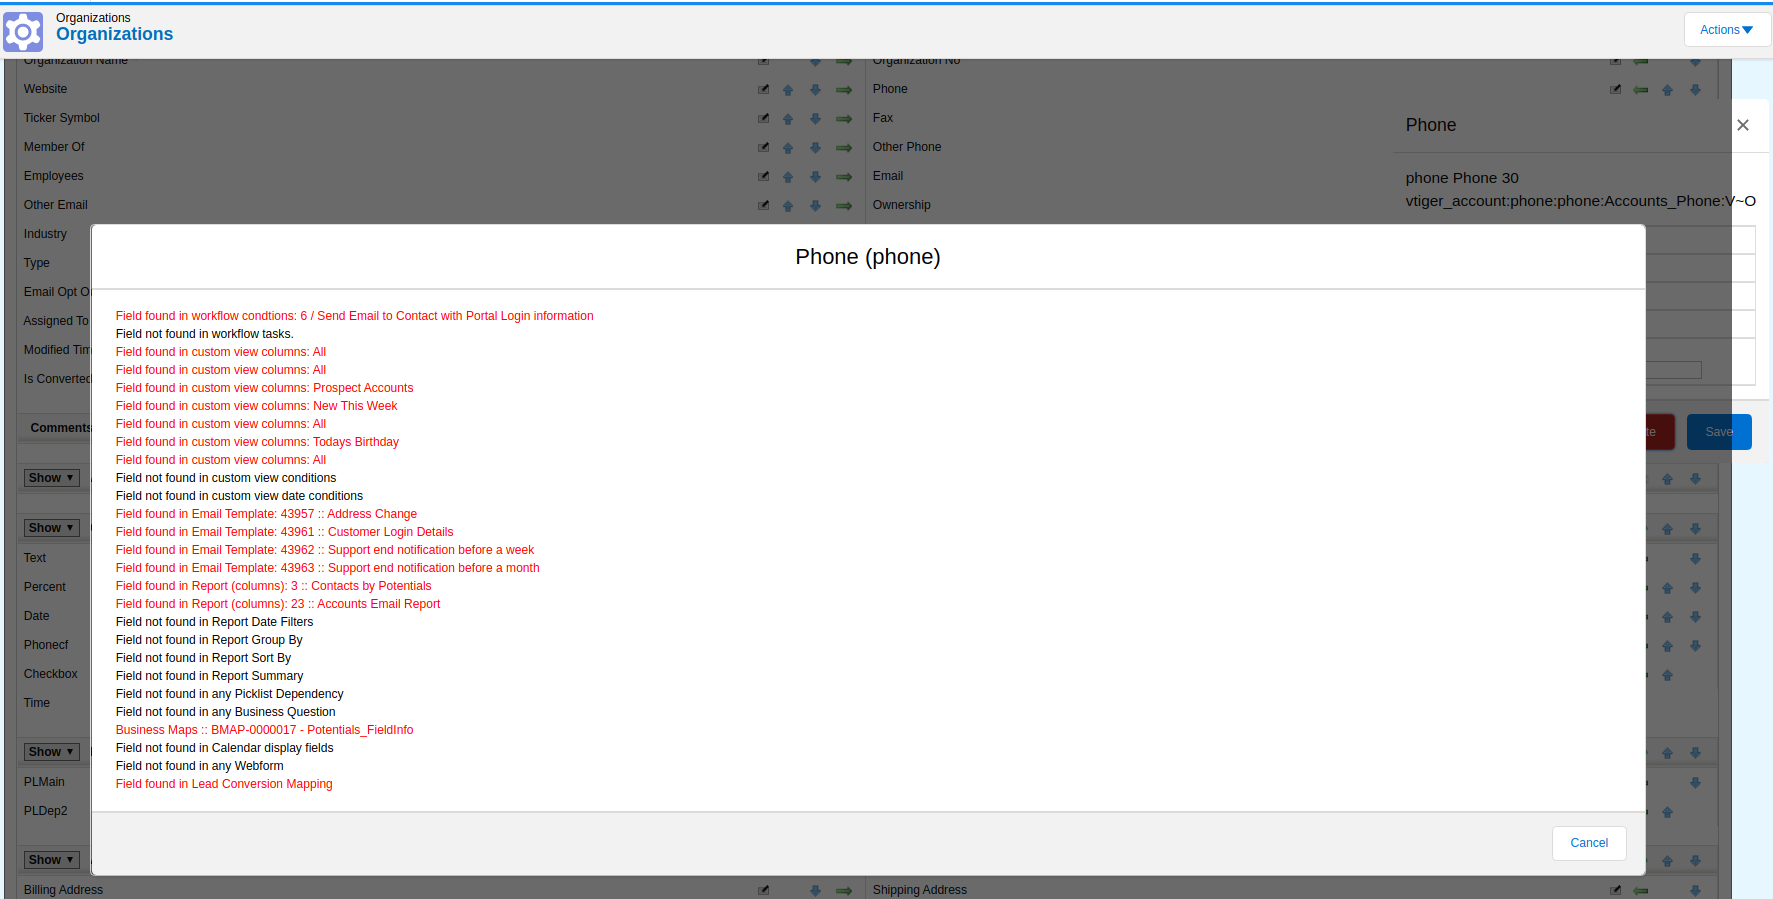 Organizations
Organizations
Actions
Organization Name
Organization No
Website
Phone
Ticker Symbol
Fax
Member Of
Other Phone
Employees
Email
Other Email
Ownership
Industry
Type
Email Opt O
Assigned To
Modified Tim
Is Converted
Phone
phone Phone 30
vtiger_account:phone:phone:Accounts_Phone:V~O
te
Save
Phone (phone)
Field found in workflow condtions: 6 / Send Email to Contact with Portal Login information
Field not found in workflow tasks.
Field found in custom view columns: All
Field found in custom view columns: All
Field found in custom view columns: Prospect Accounts
Field found in custom view columns: New This Week
Field found in custom view columns: All
Field found in custom view columns: Todays Birthday
Field found in custom view columns: All
Field not found in custom view conditions
Field not found in custom view date conditions
Field found in Email Template: 43957 :: Address Change
Field found in Email Template: 43961 :: Customer Login Details
Field found in Email Template: 43962 :: Support end notification before a week
Field found in Email Template: 43963 :: Support end notification before a month
Field found in Report (columns): 3 :: Contacts by Potentials
Field found in Report (columns): 23 :: Accounts Email Report
Field not found in Report Date Filters
Field not found in Report Group By
Field not found in Report Sort By
Field not found in Report Summary
Field not found in any Picklist Dependency
Field not found in any Business Question
Business Maps :: BMAP-0000017 - Potentials_FieldInfo
Field not found in Calendar display fields
Field not found in any Webform
Field found in Lead Conversion Mapping
Cancel
Comments
Show
Show
Text
Percent
Date
Phonecf
Checkbox
Time
Show
PLMain
PLDep2
Show
Billing Address
Shipping Address